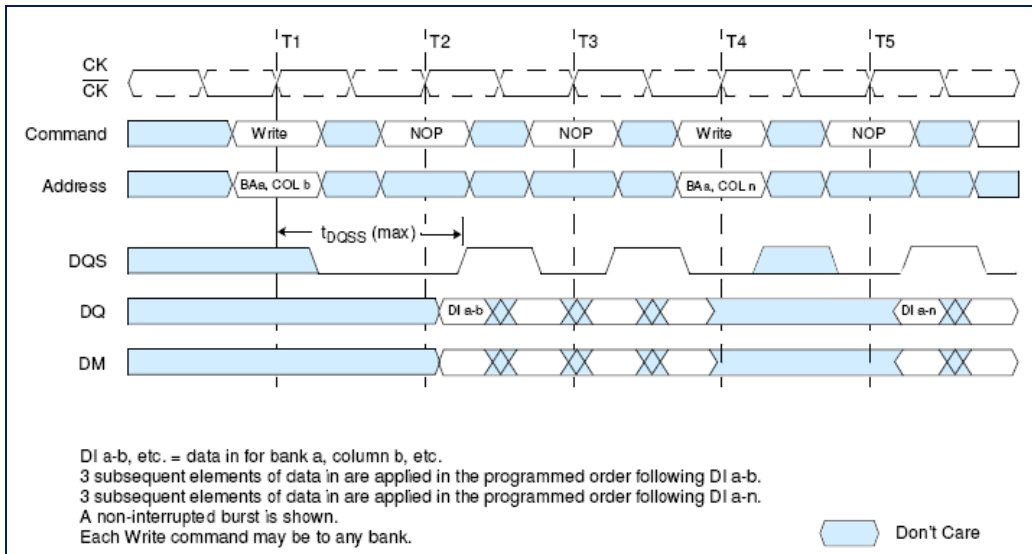 T1 T2 T3 T4 T5
CK
CK
Command Write NOP NOP Write NOP
Address BAa, COL b BAa, COL n
tDQSS (max)
DQS
DQ DI a-b DI a-n
DM
DI a-b, etc. = data in for bank a, column b, etc.
3 subsequent elements of data in are applied in the programmed order following DI a-b.
3 subsequent elements of data in are applied in the programmed order following DI a-n.
A non-interrupted burst is shown.
Each Write command may be to any bank.
Don't Care